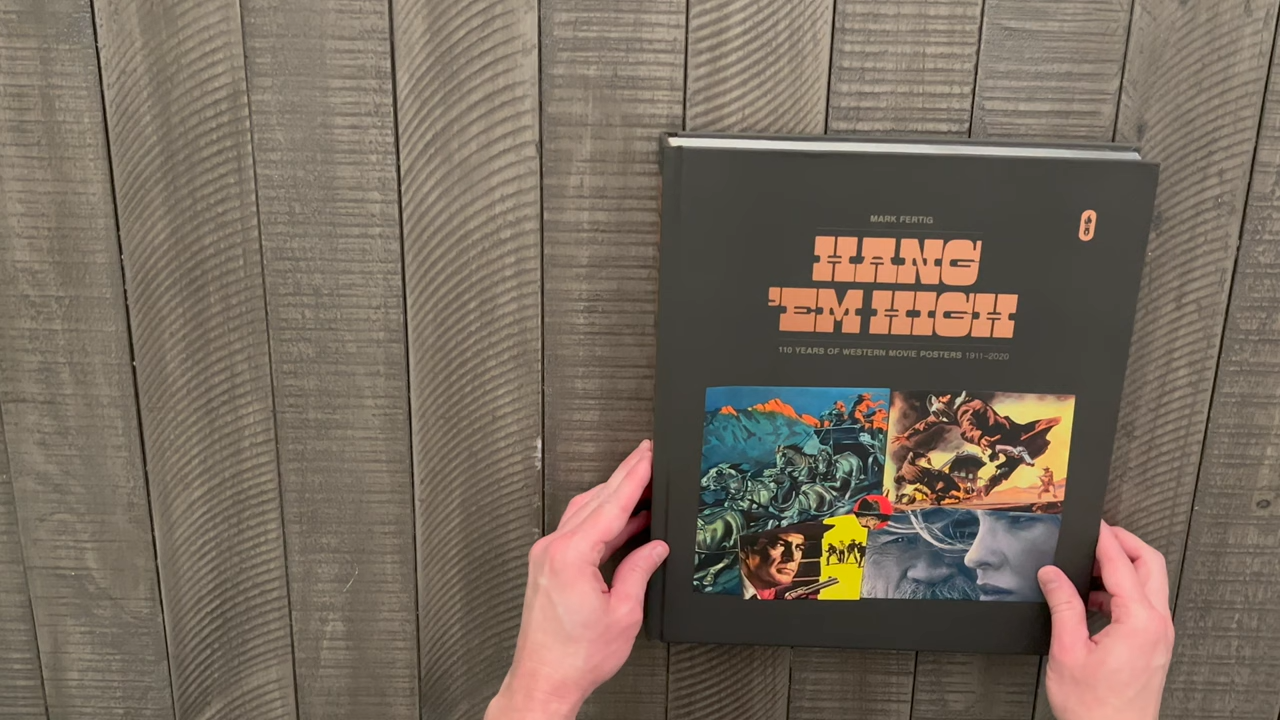 MARK FERTIG
HANG
'EM HIGH
110 YEARS OF WESTERN MOVIE POSTERS 1911–2020